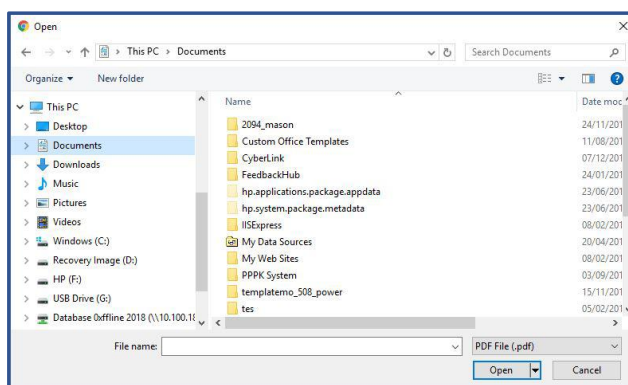 Open
This PC > Documents
Search Documents
Organize
New folder
This PC
Desktop
Documents
Downloads
Music
Pictures
Videos
Windows (C:)
Recovery Image (D:)
HP (F:)
USB Drive (G:)
Database 0xffline 2018 (\\10.100.18
Name Date moc
2094_mason 24/11/201
Custom Office Templates 11/08/201
CyberLink 07/12/201
FeedbackHub 24/01/201
hp.applications.package.appdata 23/06/201
hp.system.package.metadata 23/06/201
IISExpress 08/02/201
My Data Sources 20/04/201
My Web Sites 08/02/201
PPPK System 03/09/201
templatemo_508_power 15/11/201
tes 05/02/201
File name:
PDF File (.pdf)
Open
Cancel